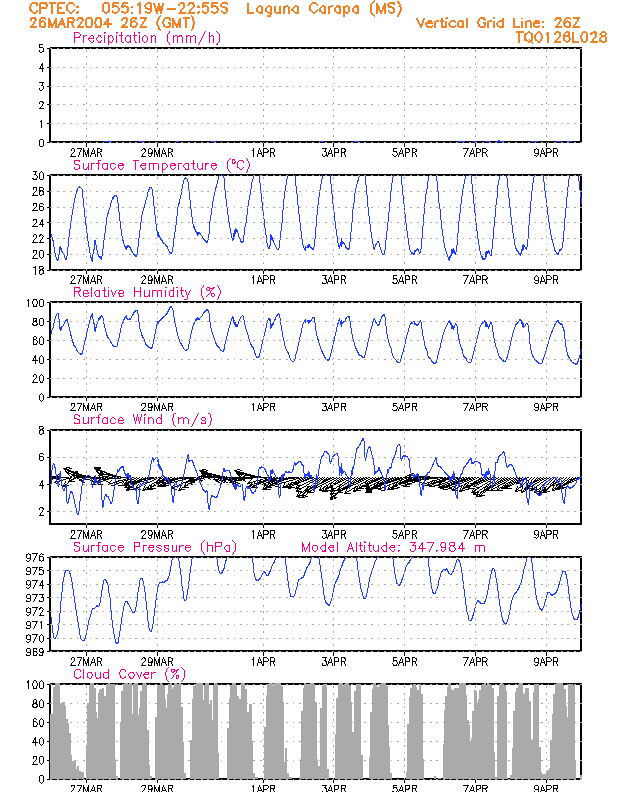 CPTEC: 055:19W-22:55S Laguna Carapa (MS)
26MAR2004 26Z (GMT) Vertical Grid Line: 26Z
Precipitation (mm/h) TQ0126L028
5
4
3
2
1
0
27MAR 29MAR 1APR 3APR 5APR 7APR 9APR
Surface Temperature (ºC)
30
28
26
24
22
20
18
27MAR 29MAR 1APR 3APR 5APR 7APR 9APR
Relative Humidity (%)
100
80
60
40
20
0
27MAR 29MAR 1APR 3APR 5APR 7APR 9APR
Surface Wind (m/s)
8
6
4
2
27MAR 29MAR 1APR 3APR 5APR 7APR 9APR
Surface Pressure (hPa) Model Altitude: 347.984 m
976
975
974
973
972
971
970
989
27MAR 29MAR 1APR 3APR 5APR 7APR 9APR
Cloud Cover (%)
100
80
60
40
20
0
27MAR 29MAR 1APR 3APR 5APR 7APR 9APR